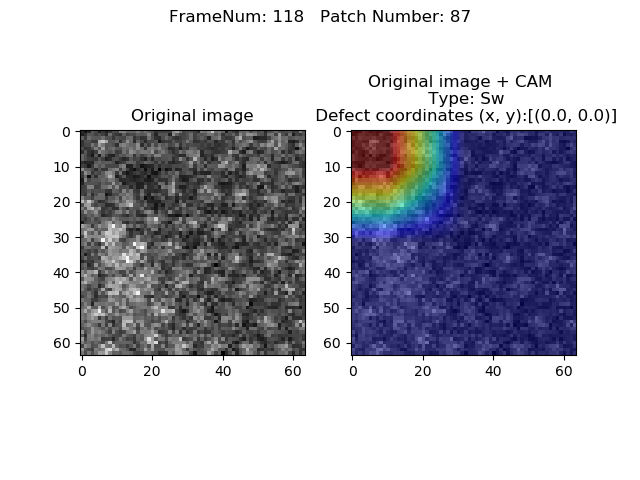 FrameNum: 118   Patch Number: 87
Original image
Original image + CAM
Type: Sw
Defect coordinates (x, y):[(0.0, 0.0)]
0
10
20
30
40
50
60
0 20 40 60
0
10
20
30
40
50
60
0 20 40 60